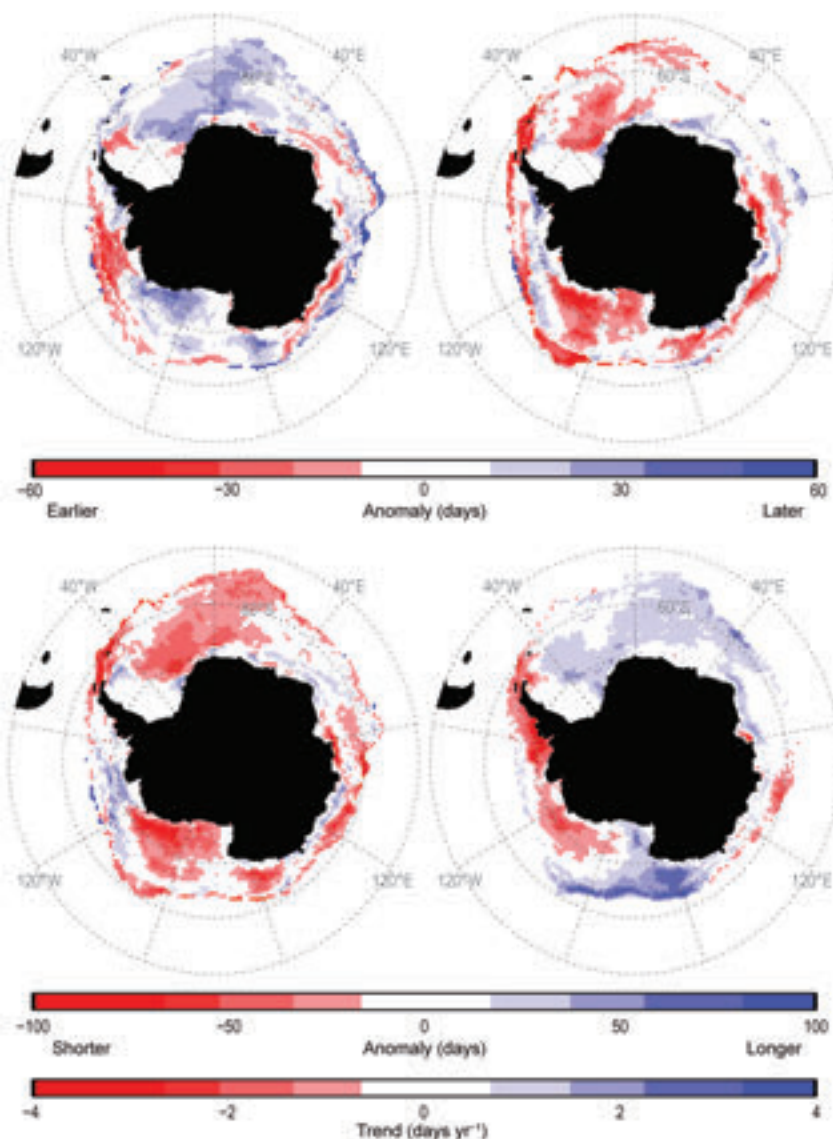 40°W 40°E 40°W 40°E
60°S 60°S
120°W 120°E 120°W 120°E
−60 −30 0 30 60
Earlier Anomaly (days) Later
40°W 40°E 40°W 40°E
60°S 60°S
120°W 120°E 120°W 120°E
−100 −50 0 50 100
Shorter Anomaly (days) Longer
−4 −2 0 2 4
Trend (days yr⁻¹)